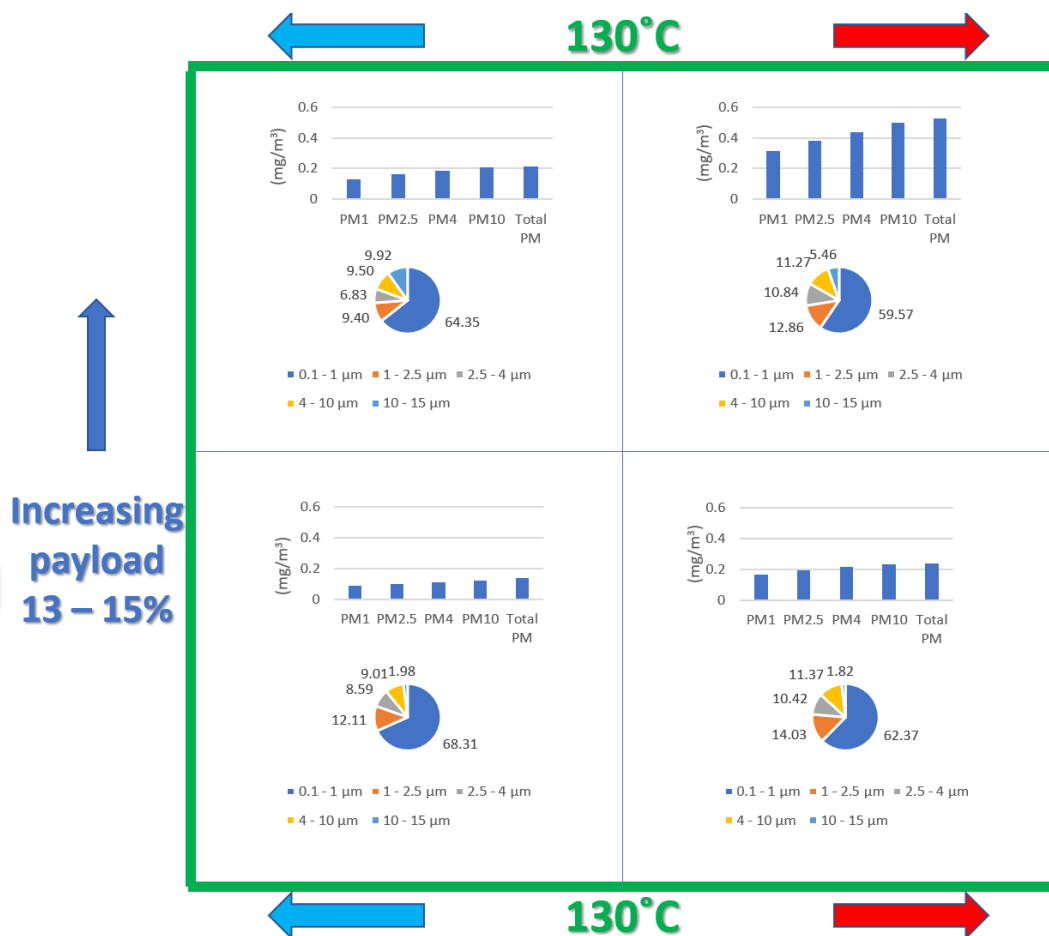 130°C
0.6
0.4
0.2
0
(mg/m³)
PM1 PM2.5 PM4 PM10 Total PM
9.92
9.50
6.83
9.40
64.35
0.1 - 1 µm 1 - 2.5 µm 2.5 - 4 µm
4 - 10 µm 10 - 15 µm
0.6
0.4
0.2
0
(mg/m³)
PM1 PM2.5 PM4 PM10 Total PM
5.46
11.27
10.84
12.86
59.57
0.1 - 1 µm 1 - 2.5 µm 2.5 - 4 µm
4 - 10 µm 10 - 15 µm
Increasing
payload
13 – 15%
0.6
0.4
0.2
0
(mg/m³)
PM1 PM2.5 PM4 PM10 Total PM
9.01 1.98
8.59
12.11
68.31
0.1 - 1 µm 1 - 2.5 µm 2.5 - 4 µm
4 - 10 µm 10 - 15 µm
0.6
0.4
0.2
0
(mg/m³)
PM1 PM2.5 PM4 PM10 Total PM
11.37 1.82
10.42
14.03
62.37
0.1 - 1 µm 1 - 2.5 µm 2.5 - 4 µm
4 - 10 µm 10 - 15 µm
130°C